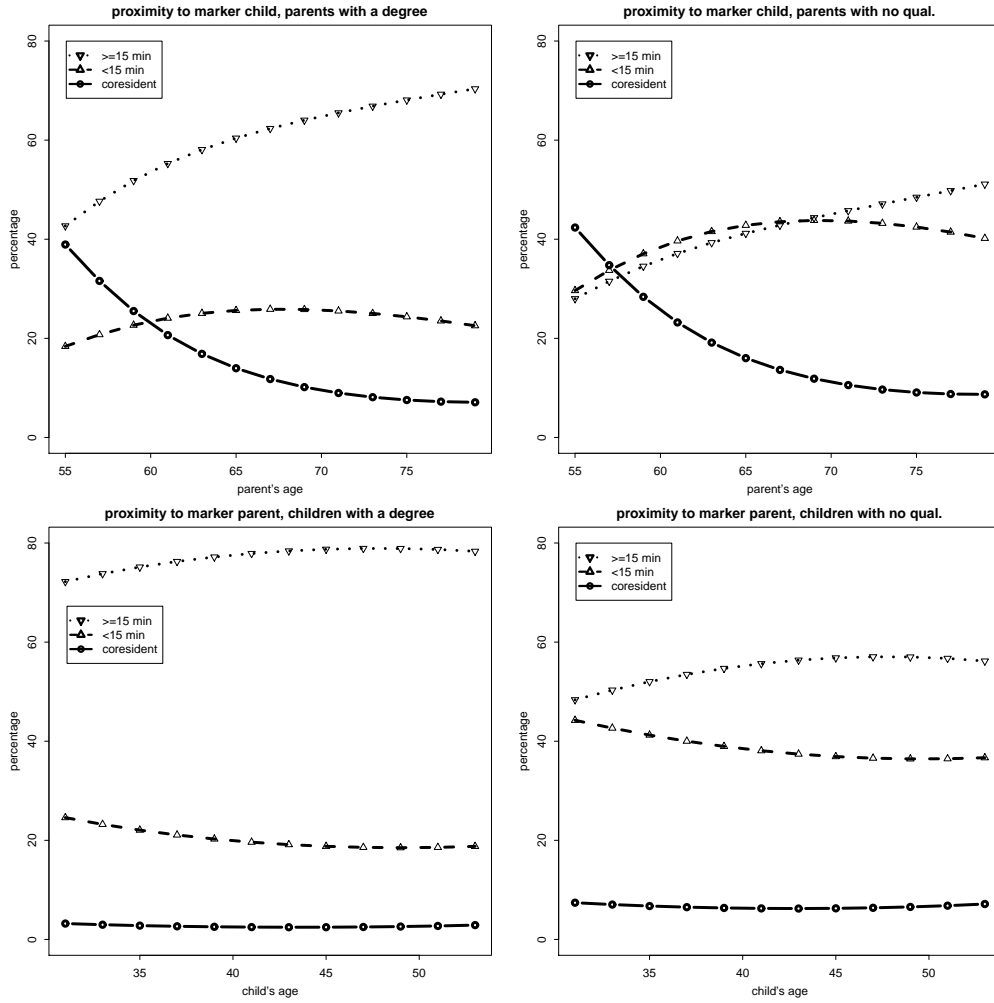 proximity to marker child, parents with a degree
80
60
40
20
0
percentage
>=15 min
<15 min
coresident
55 60 65 70 75
parent's age
proximity to marker child, parents with no qual.
80
60
40
20
0
percentage
>=15 min
<15 min
coresident
55 60 65 70 75
parent's age
proximity to marker parent, children with a degree
80
60
40
20
0
percentage
>=15 min
<15 min
coresident
35 40 45 50
child's age
proximity to marker parent, children with no qual.
80
60
40
20
0
percentage
>=15 min
<15 min
coresident
35 40 45 50
child's age